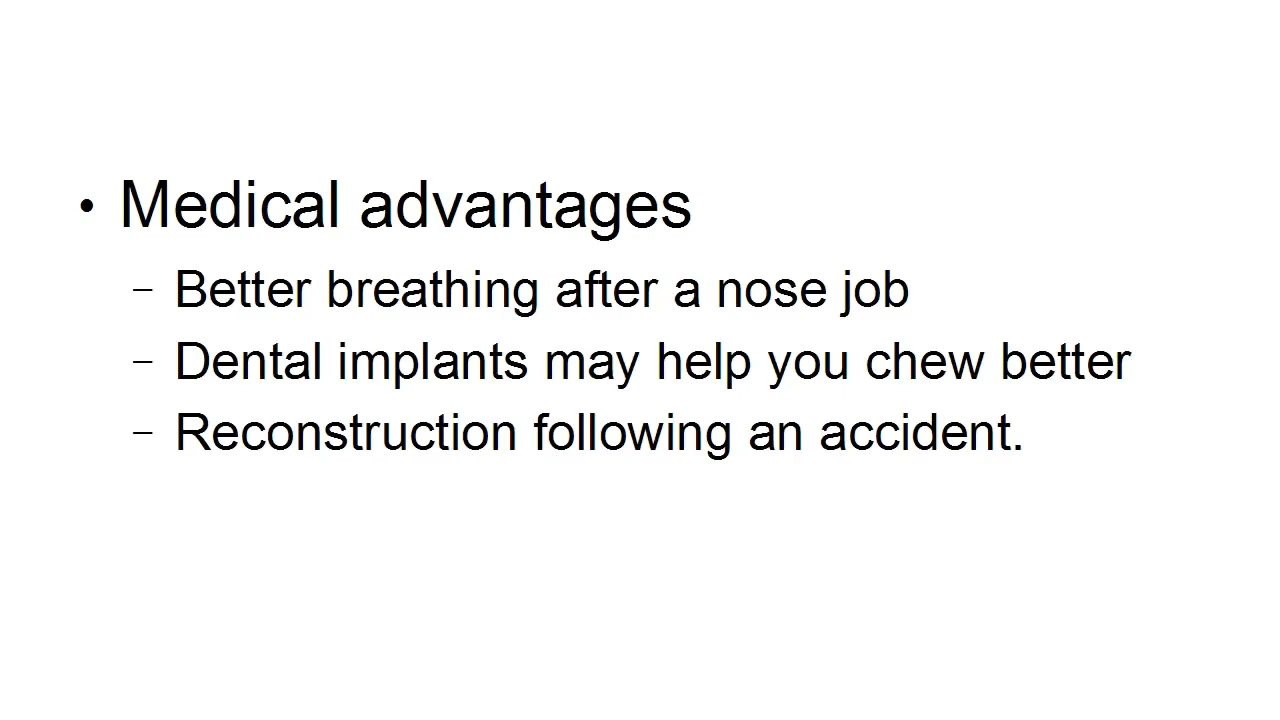 • Medical advantages
– Better breathing after a nose job
– Dental implants may help you chew better
– Reconstruction following an accident.